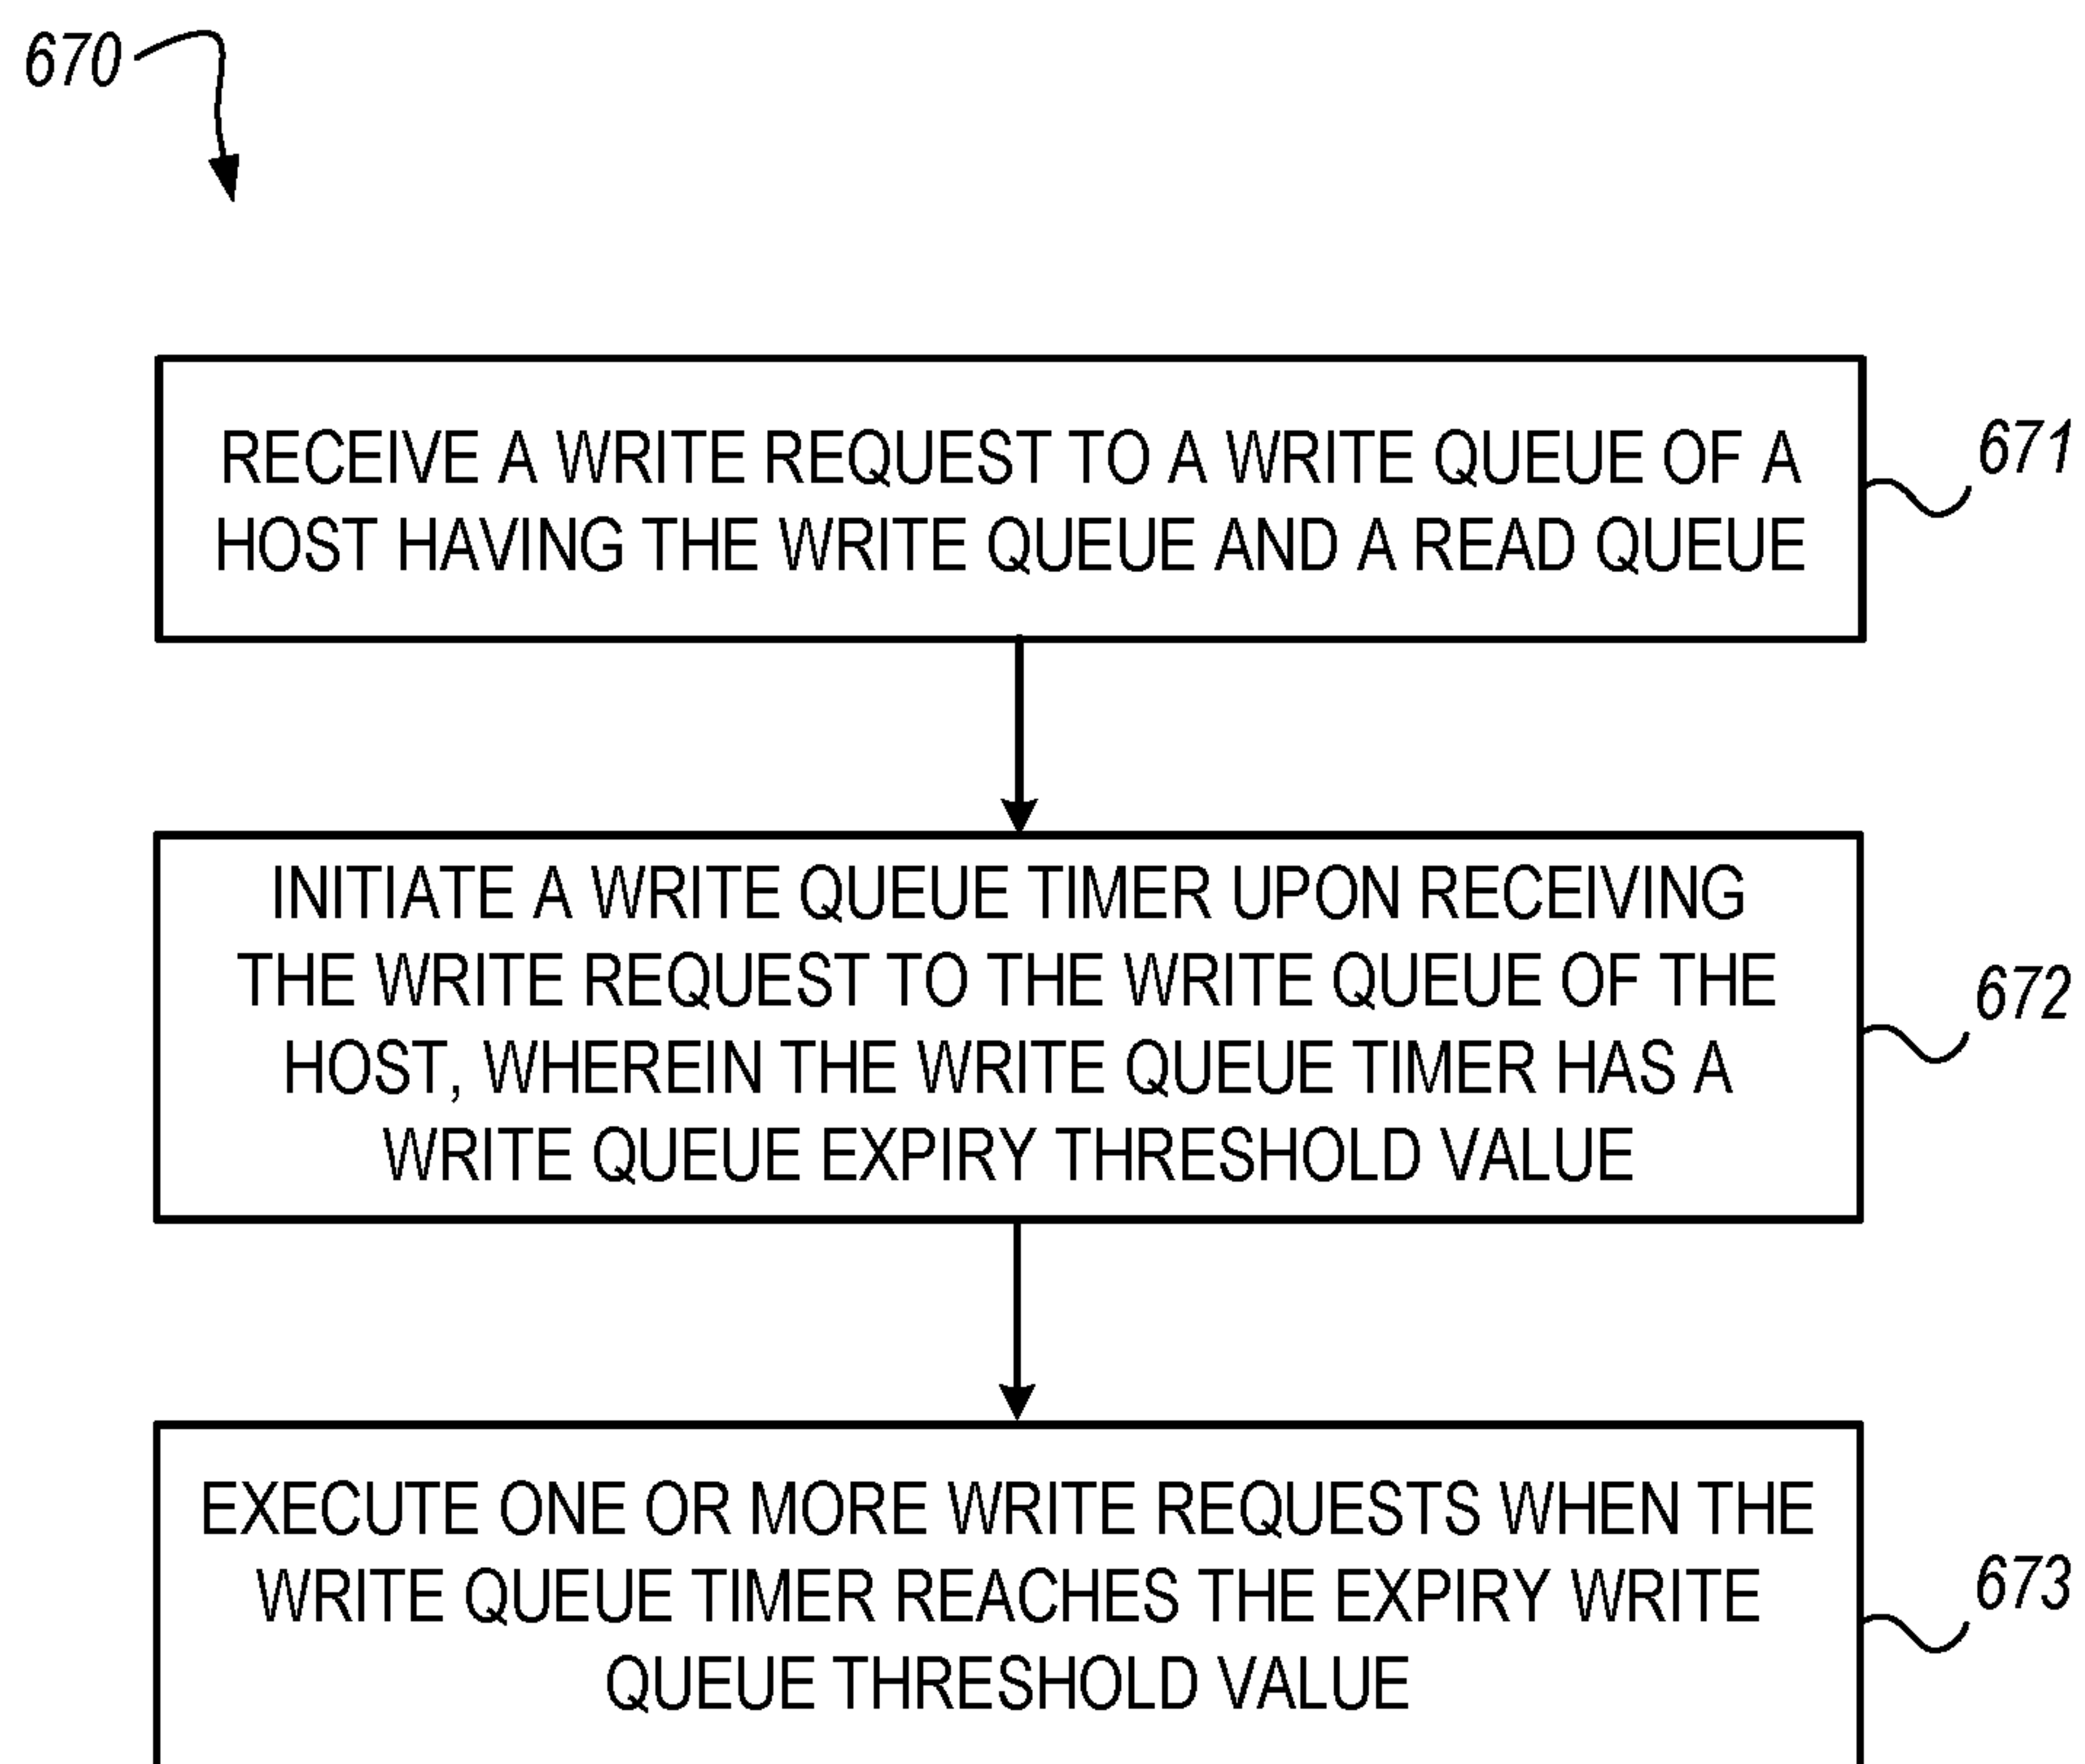 670
RECEIVE A WRITE REQUEST TO A WRITE QUEUE OF A
HOST HAVING THE WRITE QUEUE AND A READ QUEUE
671
INITIATE A WRITE QUEUE TIMER UPON RECEIVING
THE WRITE REQUEST TO THE WRITE QUEUE OF THE
HOST, WHEREIN THE WRITE QUEUE TIMER HAS A
WRITE QUEUE EXPIRY THRESHOLD VALUE
672
EXECUTE ONE OR MORE WRITE REQUESTS WHEN THE
WRITE QUEUE TIMER REACHES THE EXPIRY WRITE
QUEUE THRESHOLD VALUE
673